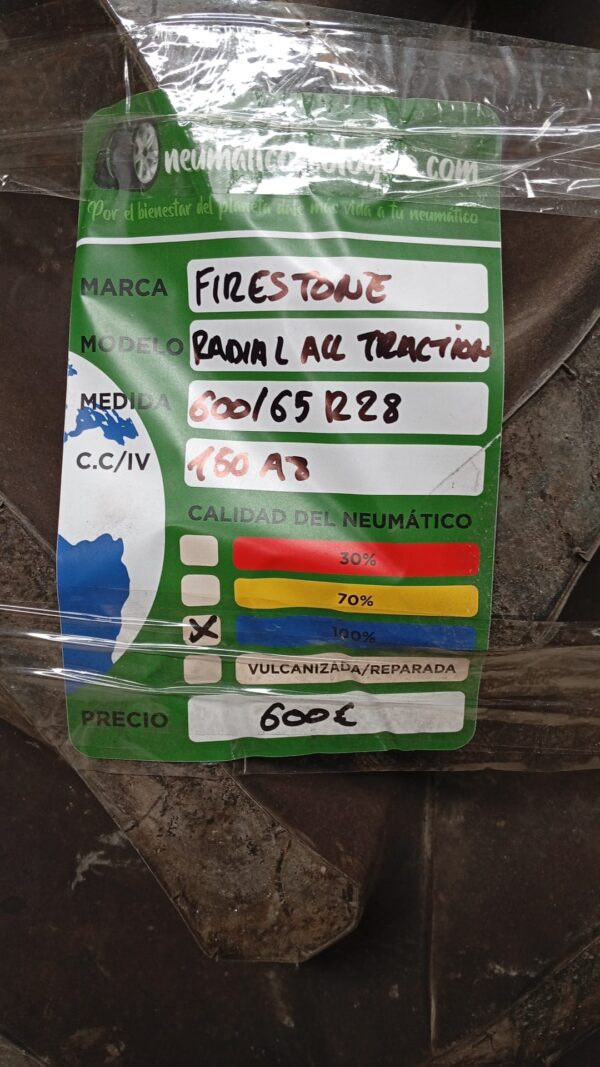 Por el bienestar del planeta dale más vida a tu neumático
MARCA FIRESTONE
MODELO RADIAL ALL TRACTION
MEDIDA 600/65 R28
C.C/IV 160 A8
CALIDAD DEL NEUMÁTICO
30%
70%
X 100%
VULCANIZADA/REPARADA
PRECIO 600€